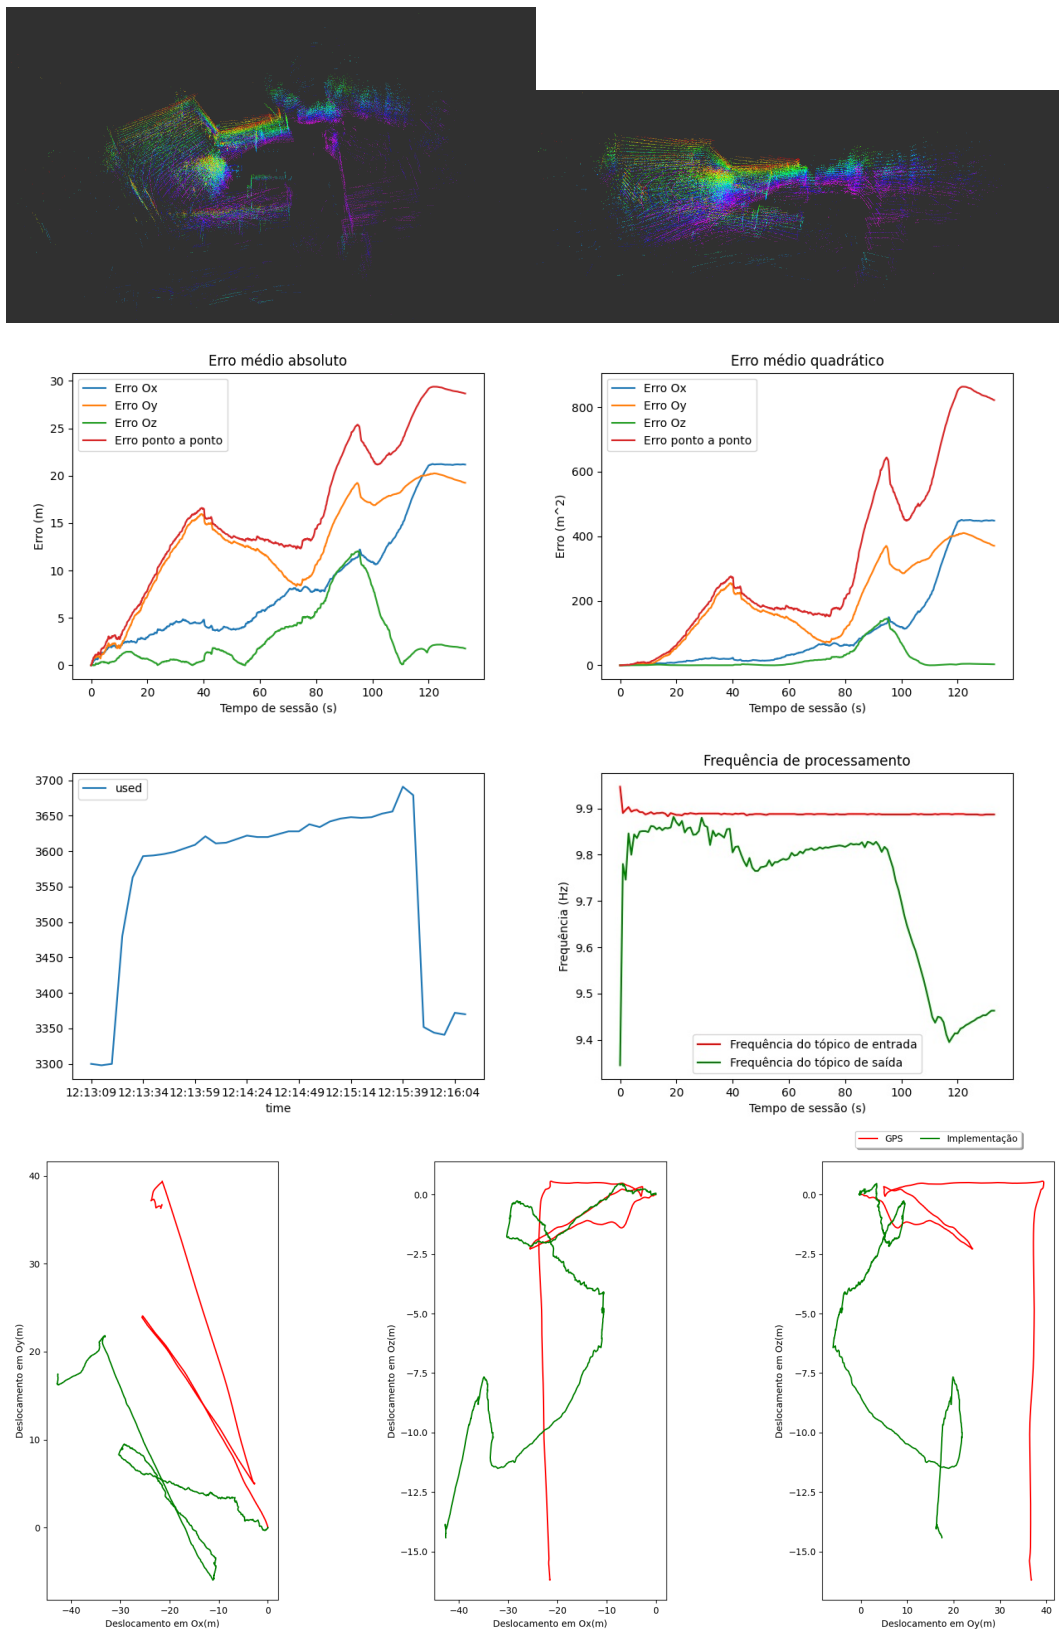 Erro médio absoluto
Erro Ox
Erro Oy
Erro Oz
Erro ponto a ponto
30
25
20
15
10
5
0
Erro (m)
0 20 40 60 80 100 120
Tempo de sessão (s)
Erro médio quadrático
Erro Ox
Erro Oy
Erro Oz
Erro ponto a ponto
800
600
400
200
0
Erro (m^2)
0 20 40 60 80 100 120
Tempo de sessão (s)
used
3700
3650
3600
3550
3500
3450
3400
3350
3300
12:13:09 12:13:34 12:13:59 12:14:24 12:14:49 12:15:14 12:15:39 12:16:04
time
Frequência de processamento
9.9
9.8
9.7
9.6
9.5
9.4
Frequência (Hz)
Frequência do tópico de entrada
Frequência do tópico de saída
0 20 40 60 80 100 120
Tempo de sessão (s)
GPS Implementação
40
30
20
10
0
Deslocamento em Oy(m)
−40 −30 −20 −10 0
Deslocamento em Ox(m)
0.0
−2.5
−5.0
−7.5
−10.0
−12.5
−15.0
Deslocamento em Oz(m)
−40 −30 −20 −10 0
Deslocamento em Ox(m)
0.0
−2.5
−5.0
−7.5
−10.0
−12.5
−15.0
Deslocamento em Oz(m)
0 10 20 30 40
Deslocamento em Oy(m)